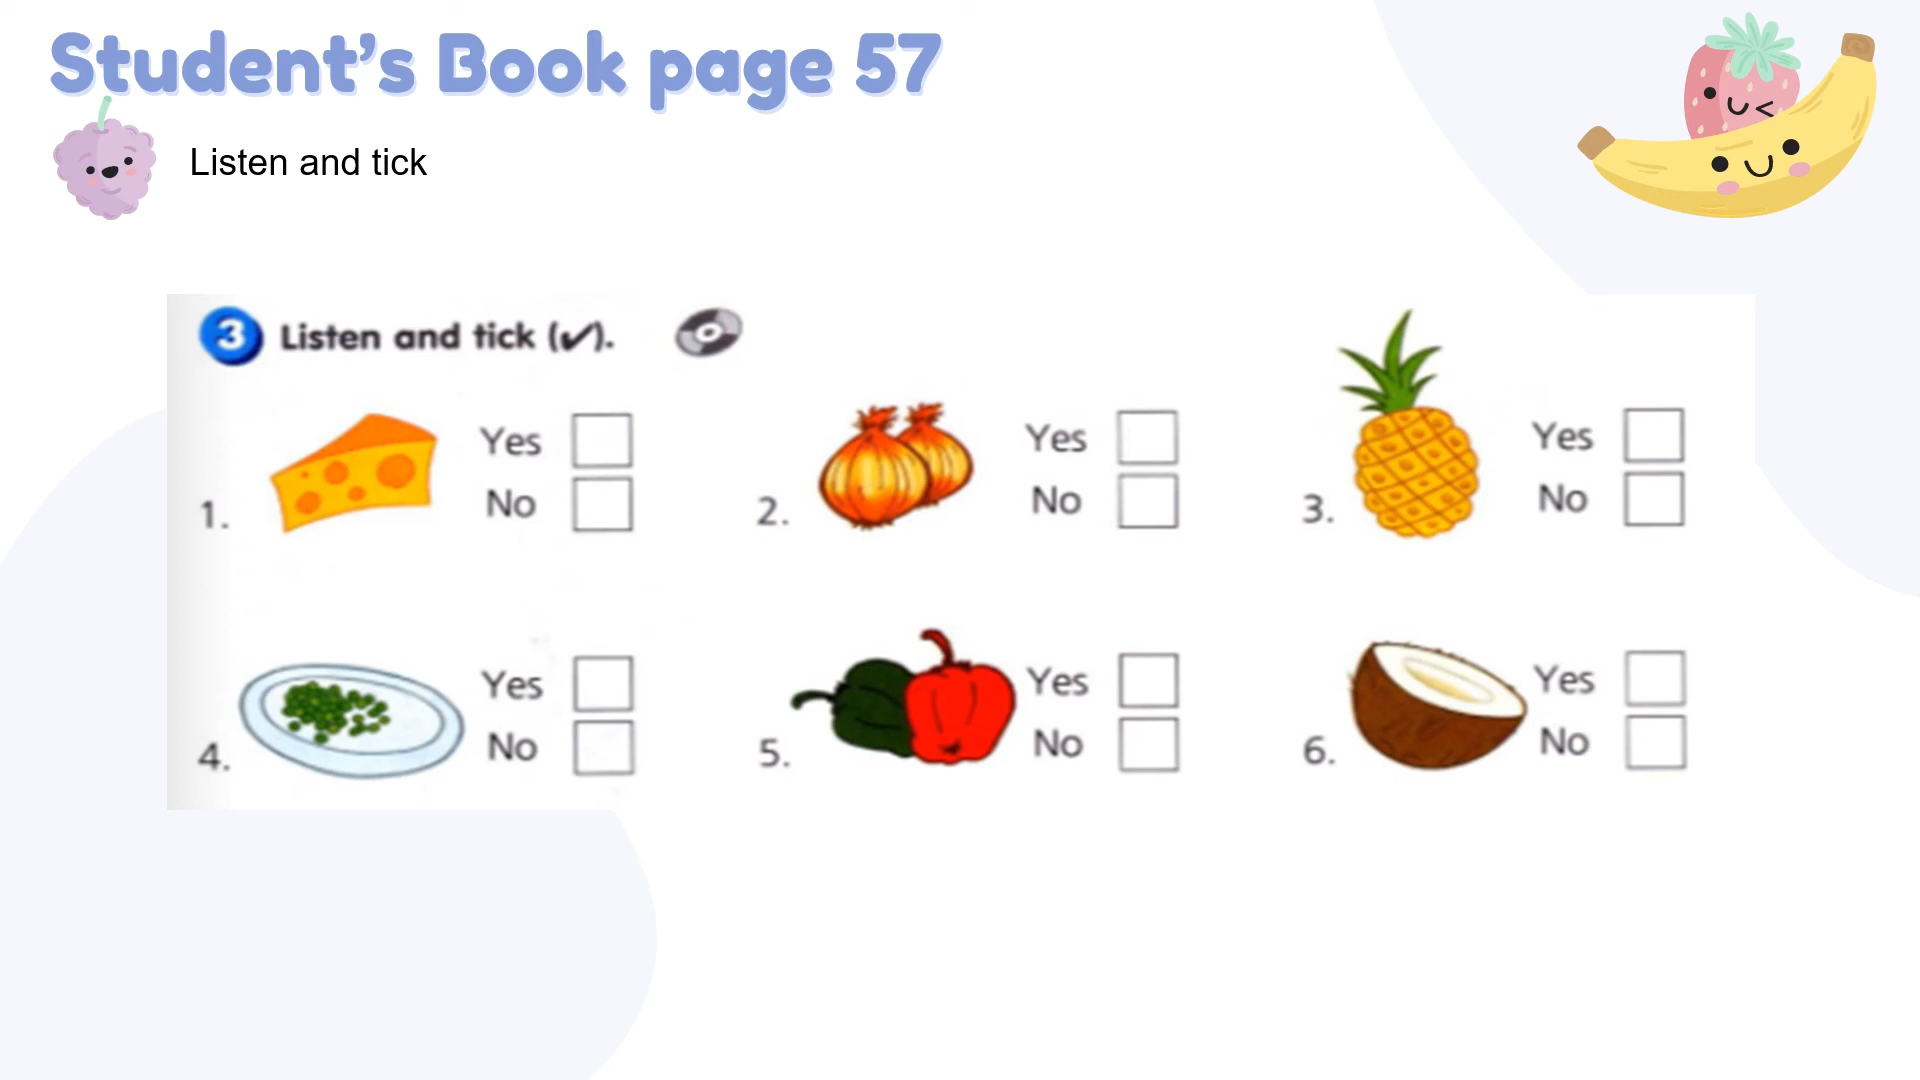 Student's Book page 57
Listen and tick
3 Listen and tick (✔).
Yes
No
1.
Yes
No
2.
Yes
No
3.
Yes
No
4.
Yes
No
5.
Yes
No
6.